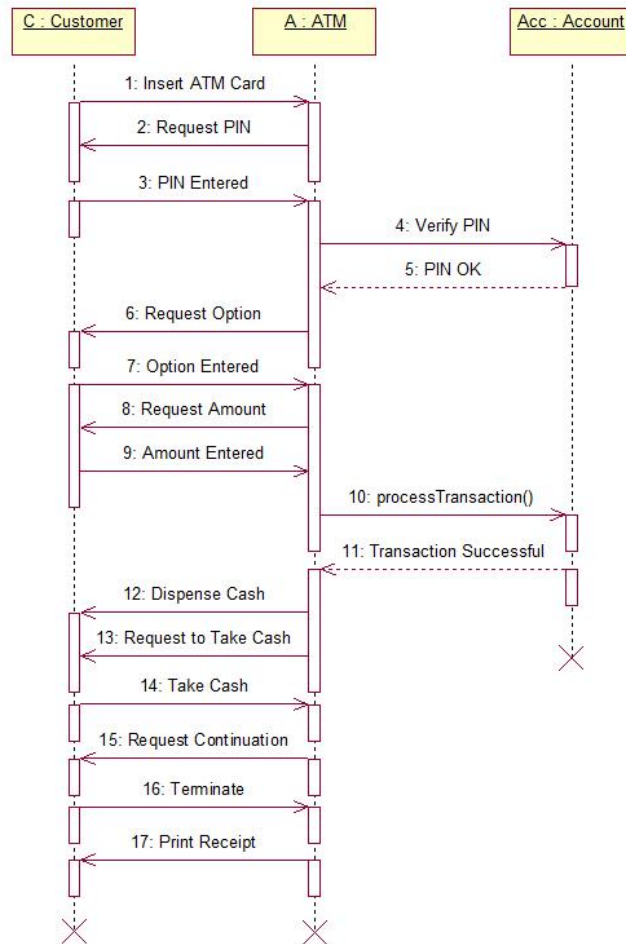 C : Customer
A : ATM
Acc : Account
1: Insert ATM Card
2: Request PIN
3: PIN Entered
4: Verify PIN
5: PIN OK
6: Request Option
7: Option Entered
8: Request Amount
9: Amount Entered
10: processTransaction()
11: Transaction Successful
12: Dispense Cash
13: Request to Take Cash
14: Take Cash
15: Request Continuation
16: Terminate
17: Print Receipt